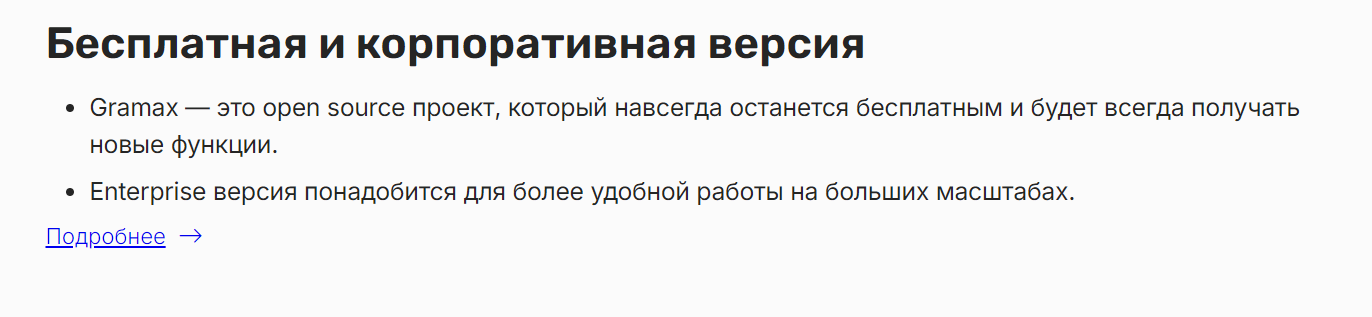 Бесплатная и корпоративная версия
• Gramax — это open source проект, который навсегда останется бесплатным и будет всегда получать
новые функции.
• Enterprise версия понадобится для более удобной работы на больших масштабах.
Подробнее →